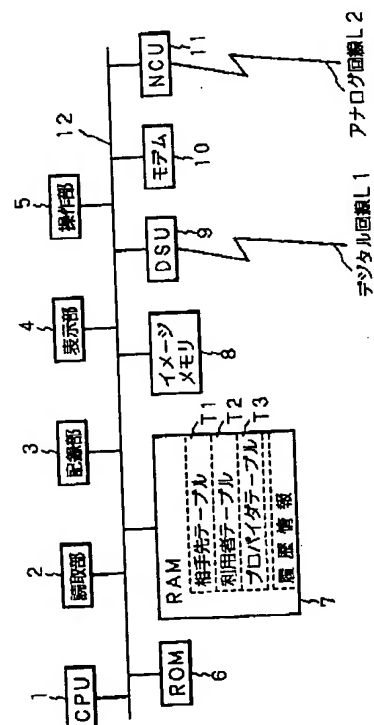 1
CPU
2
読取部
3
記録部
4
表示部
5
操作部
12
ROM
6
RAM
相手先テーブル
T1
利用者テーブル
T2
プロバイダテーブル
T3
履歴情報
7
イメージ
メモリ
8
DSU
9
モデム
10
NCU
11
デジタル回線L1
アナログ回線L2